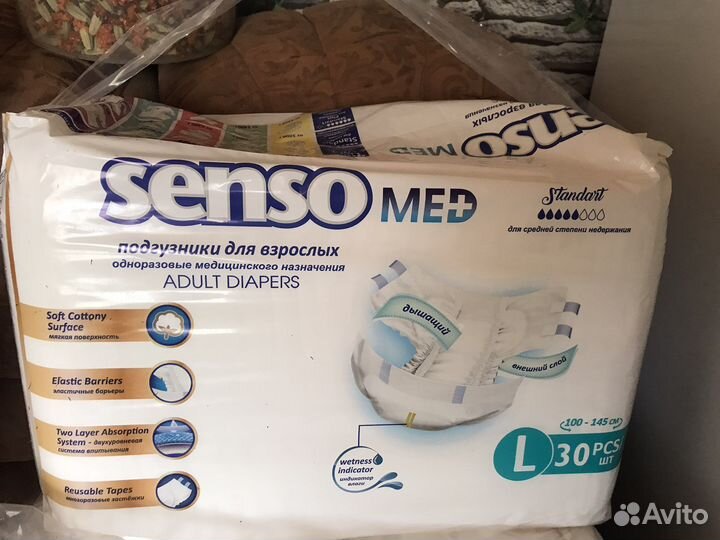 senso MED
Standart
для средней степени недержания
подгузники для взрослых
одноразовые медицинского назначения
ADULT DIAPERS
Soft Cottony
Surface
мягкая поверхность
Elastic Barriers
эластичные барьеры
Two Layer Absorption
System - двухуровневая
система впитывания
Reusable Tapes
многоразовые застёжки
дышащий
внешний слой
wetness
indicator
индикатор
влаги
100 - 145 см
L 30 PCS
ШТ
Avito